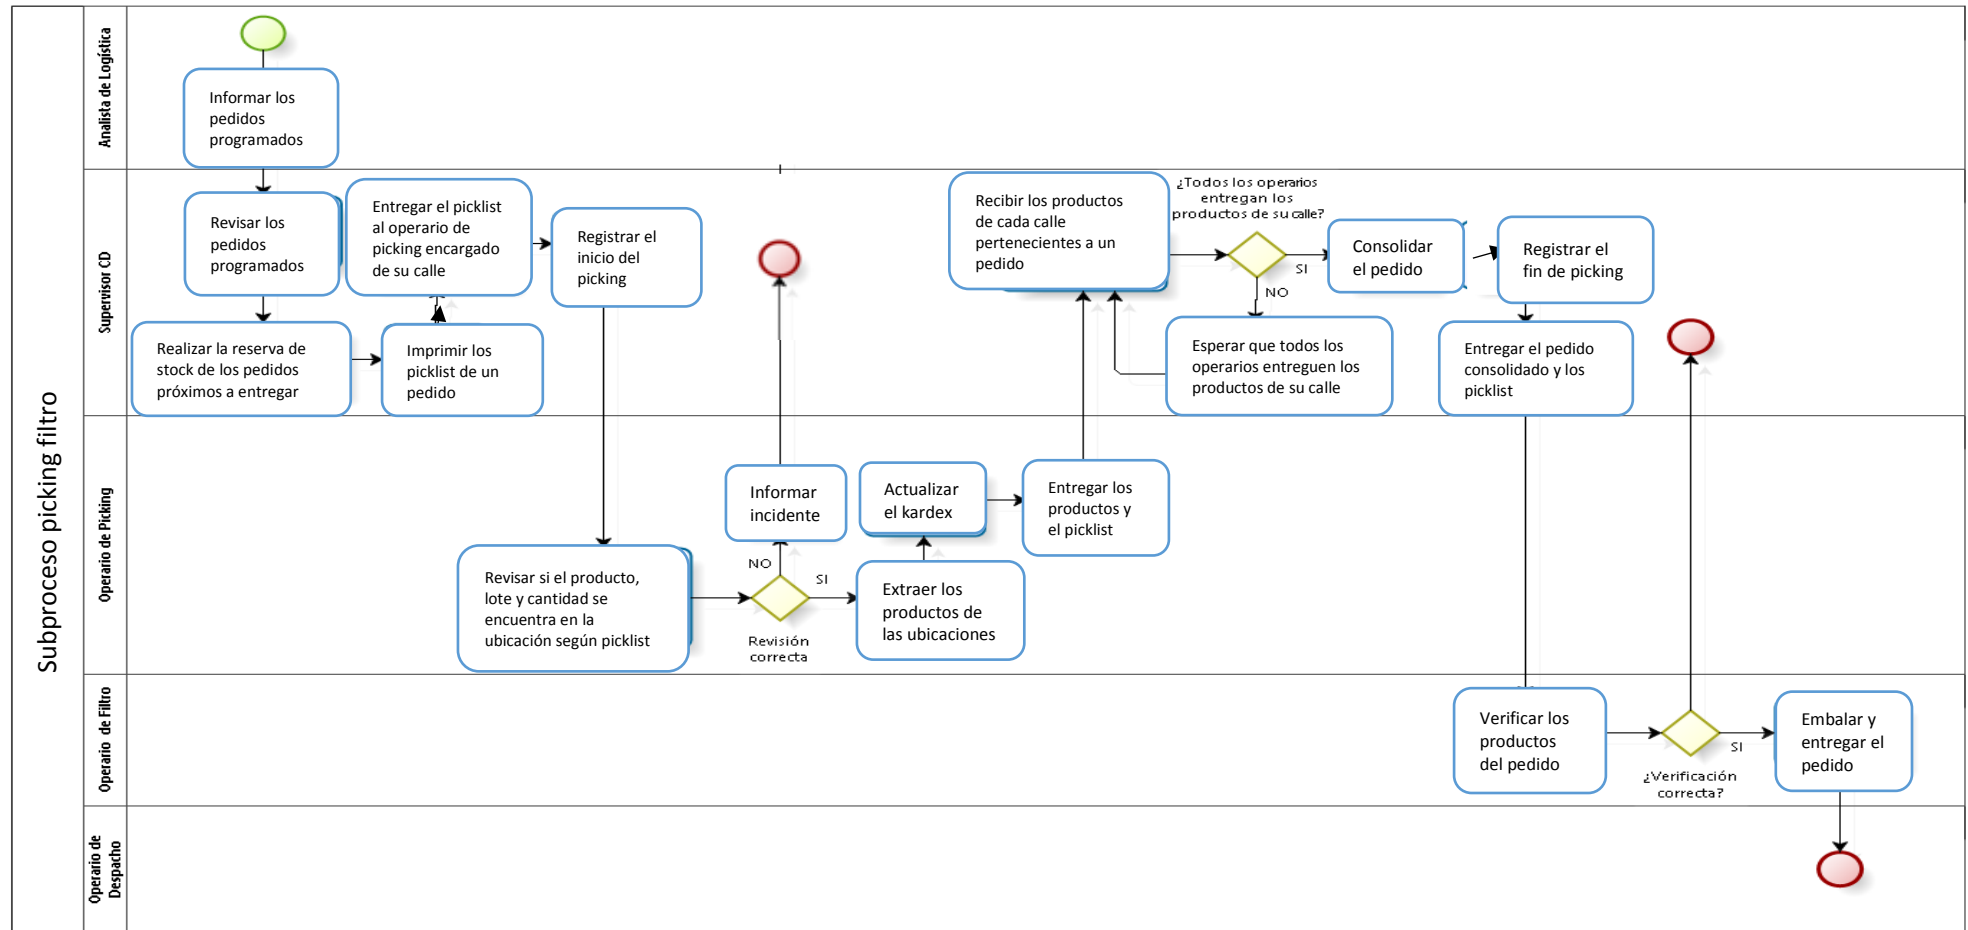 Subproceso picking filtro
Analista de Logística
Informar los
pedidos
programados
Supervisor CD
Revisar los
pedidos
programados
Realizar la reserva de
stock de los pedidos
próximos a entregar
Imprimir los
picklist de un
pedido
Entregar el picklist
al operario de
picking encargado
de su calle
Registrar el
inicio del
picking
Recibir los productos
de cada calle
pertenecientes a un
pedido
¿Todos los operarios
entregan los
productos de su calle?
SI
NO
Esperar que todos los
operarios entreguen los
productos de su calle
Consolidar
el pedido
Registrar el
fin de picking
Entregar el pedido
consolidado y los
picklist
Operario de Picking
Revisar si el producto,
lote y cantidad se
encuentra en la
ubicación según picklist
NO
SI
Revisión
correcta
Informar
incidente
Extraer los
productos de
las ubicaciones
Actualizar
el kardex
Entregar los
productos y
el picklist
Operario de Filtro
Verificar los
productos
del pedido
¿Verificación
correcta?
SI
Embalar y
entregar el
pedido
Operario de
Despacho